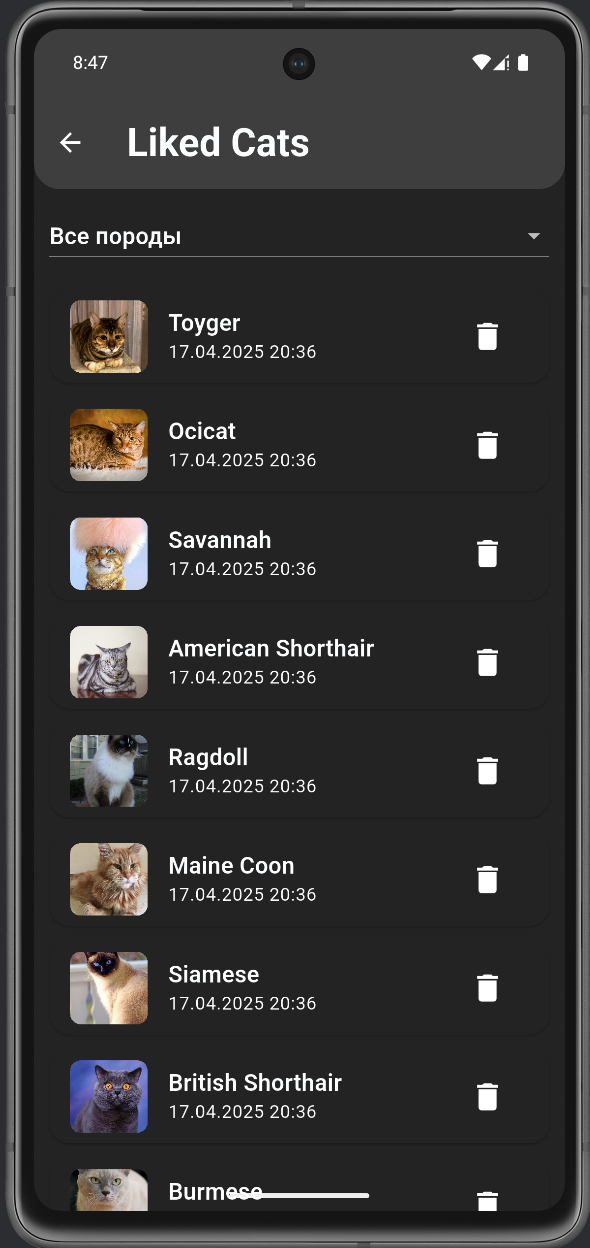 8:47
Liked Cats
Все породы
Toyger
17.04.2025 20:36
Ocicat
17.04.2025 20:36
Savannah
17.04.2025 20:36
American Shorthair
17.04.2025 20:36
Ragdoll
17.04.2025 20:36
Maine Coon
17.04.2025 20:36
Siamese
17.04.2025 20:36
British Shorthair
17.04.2025 20:36
Burmese